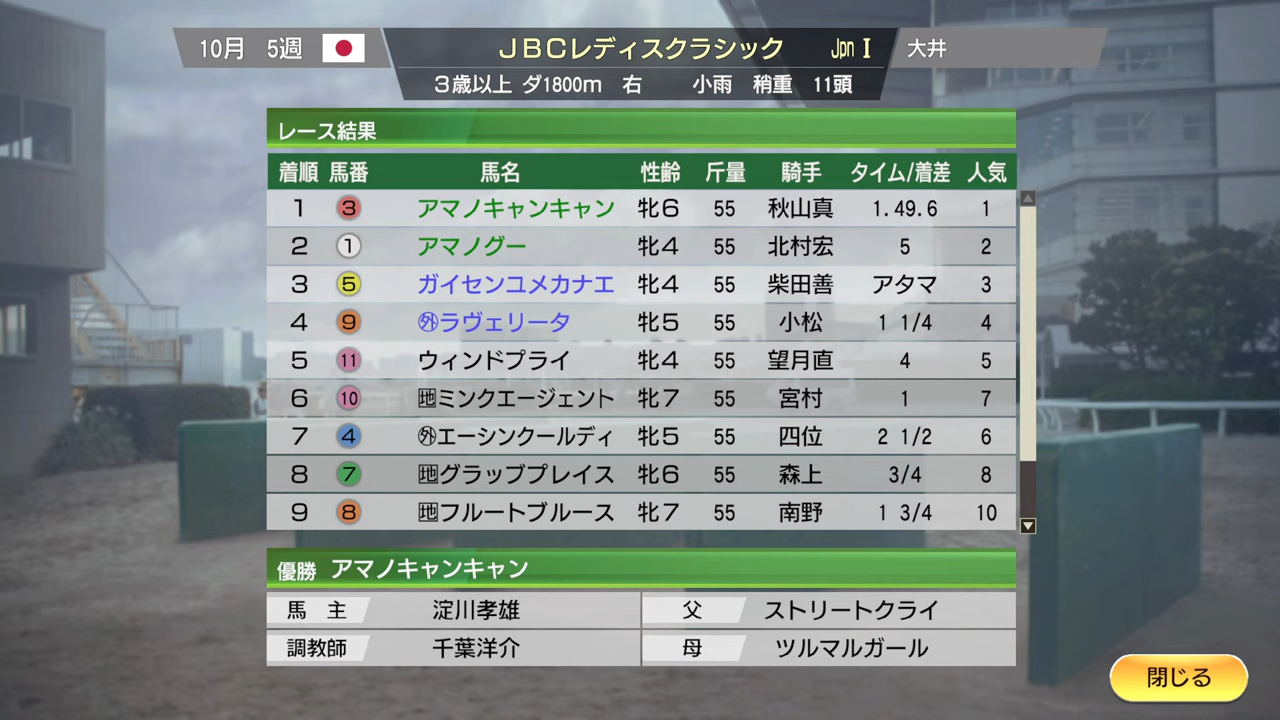 10月 5週 JBCレディスクラシック JpnⅠ 大井
3歳以上 ダ1800m 右 小雨 稍重 11頭
レース結果
着順 馬番 馬名 性齢 斤量 騎手 タイム/着差 人気
1 3 アマノキャンキャン 牝6 55 秋山真 1.49.6 1
2 1 アマノグー 牝4 55 北村宏 5 2
3 5 ガイセンユメカナエ 牝4 55 柴田善 アタマ 3
4 9 ㊕ラヴェリータ 牝5 55 小松 1 1/4 4
5 11 ウィンドプライ 牝4 55 望月直 4 5
6 10 地ミンクエージェント 牝7 55 宮村 1 7
7 4 外エーシンクールディ 牝5 55 四位 2 1/2 6
8 7 地グラッブプレイス 牝6 55 森上 3/4 8
9 8 地フルートブルース 牝7 55 南野 1 3/4 10
優勝 アマノキャンキャン
馬主 淀川孝雄 父 ストリートクライ
調教師 千葉洋介 母 ツルマルガール
閉じる